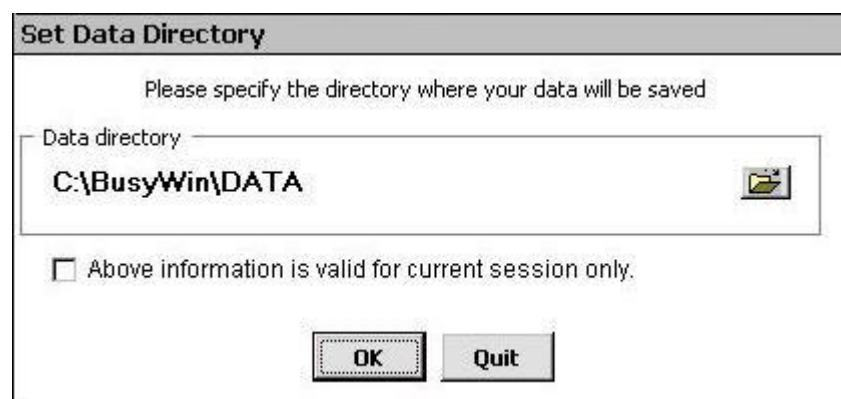 Set Data Directory
Please specify the directory where your data will be saved
Data directory
C:\BusyWin\DATA
Above information is valid for current session only.
OK
Quit